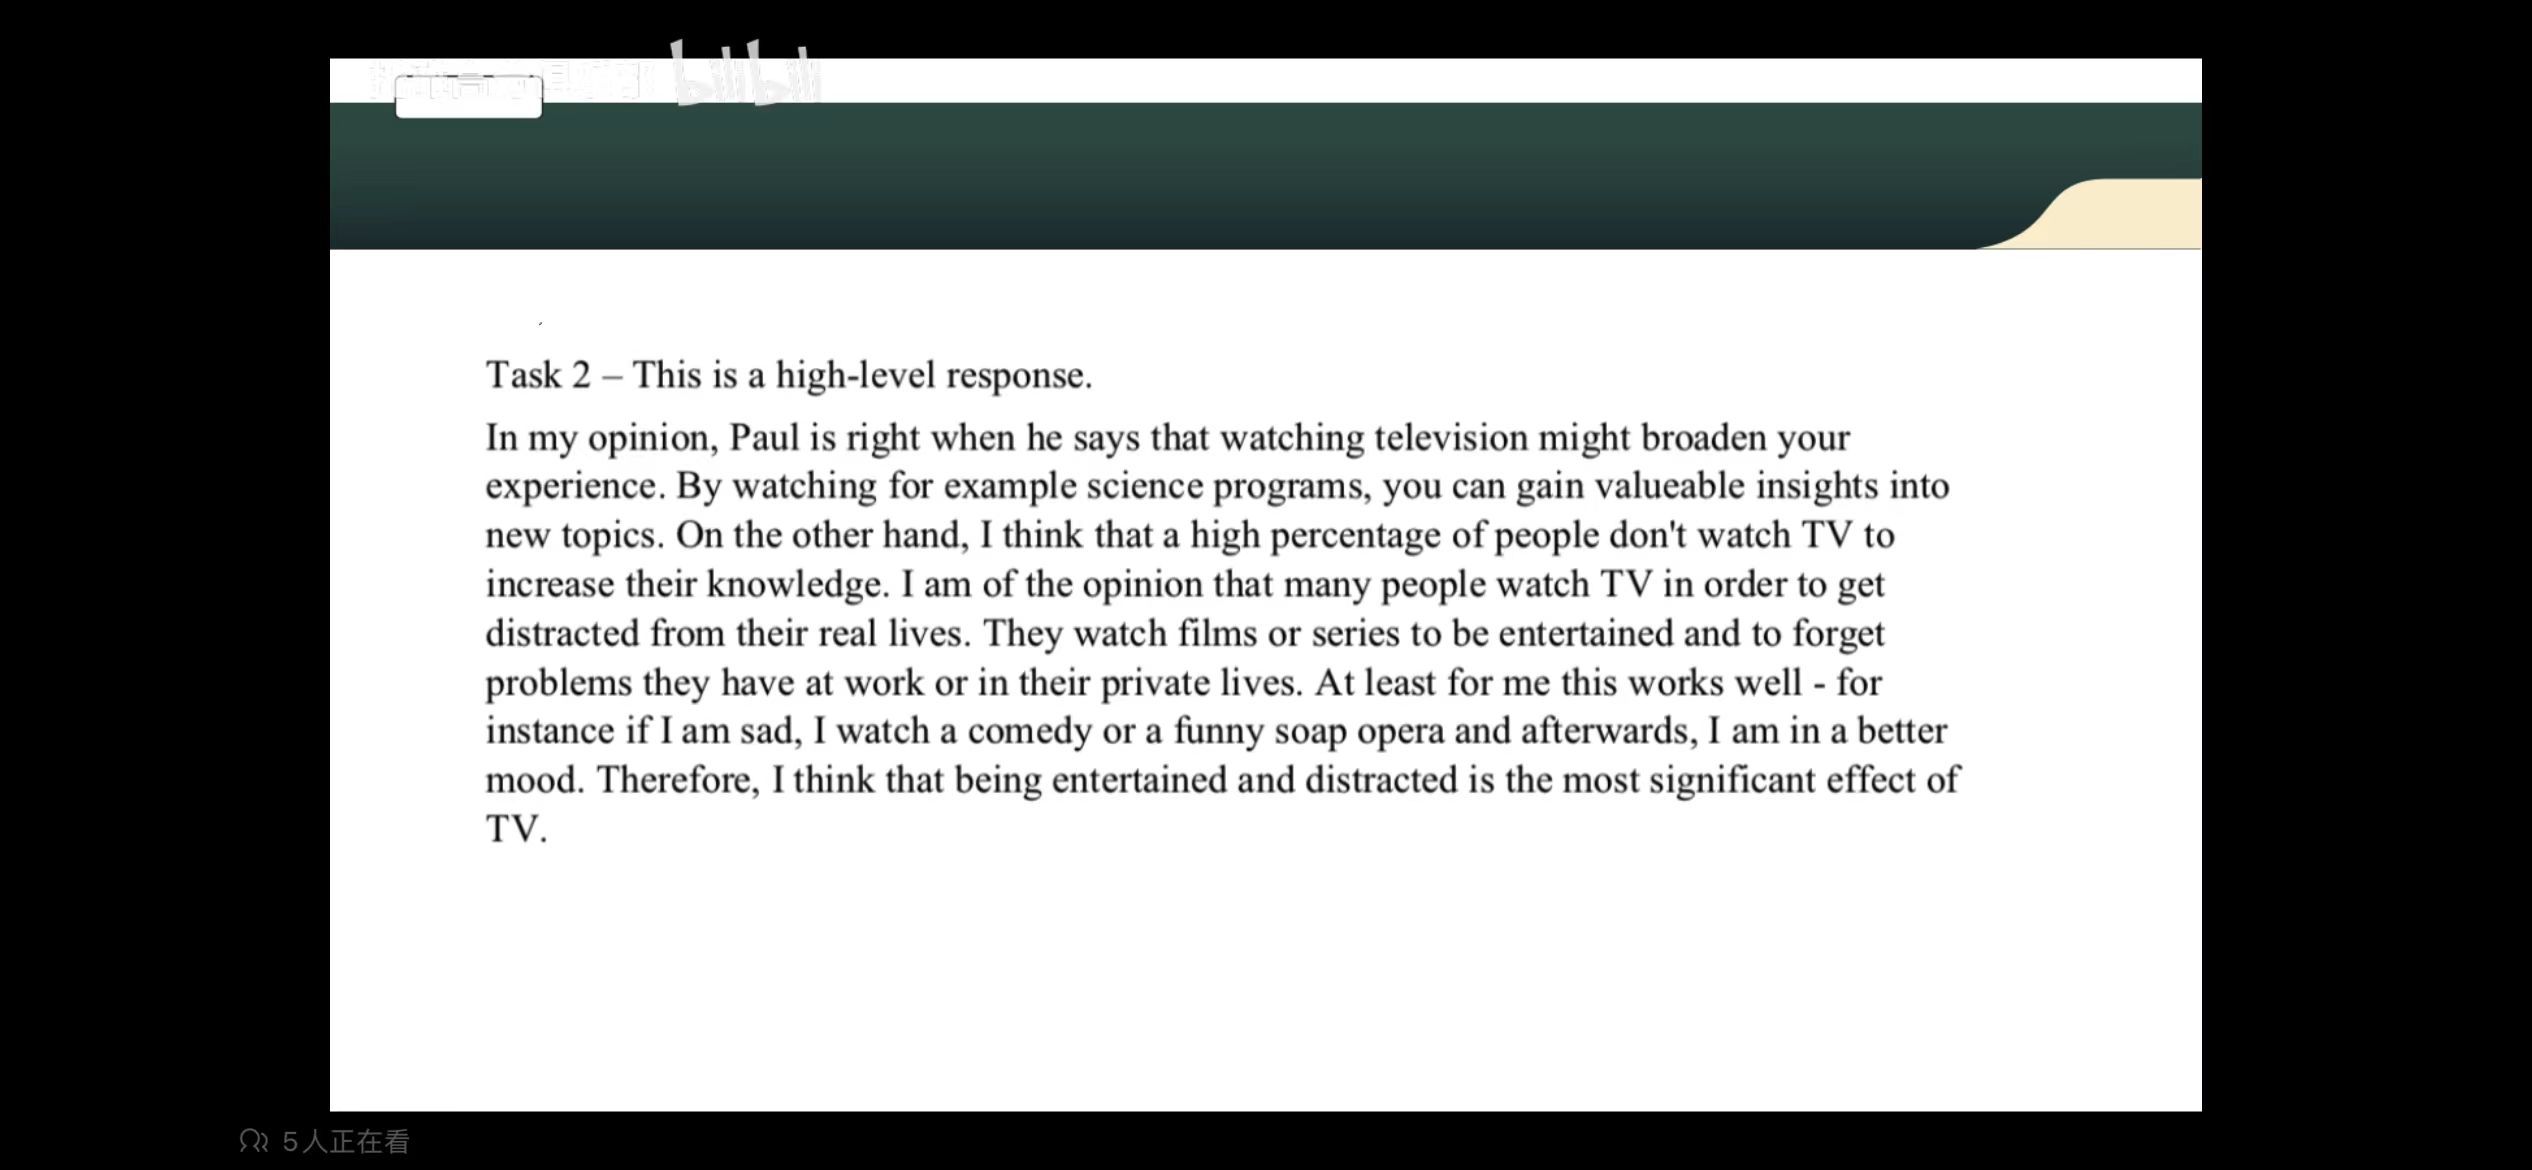 bilibili
Task 2 – This is a high-level response.
In my opinion, Paul is right when he says that watching television might broaden your
experience. By watching for example science programs, you can gain valueable insights into
new topics. On the other hand, I think that a high percentage of people don't watch TV to
increase their knowledge. I am of the opinion that many people watch TV in order to get
distracted from their real lives. They watch films or series to be entertained and to forget
problems they have at work or in their private lives. At least for me this works well - for
instance if I am sad, I watch a comedy or a funny soap opera and afterwards, I am in a better
mood. Therefore, I think that being entertained and distracted is the most significant effect of
TV.
5人正在看